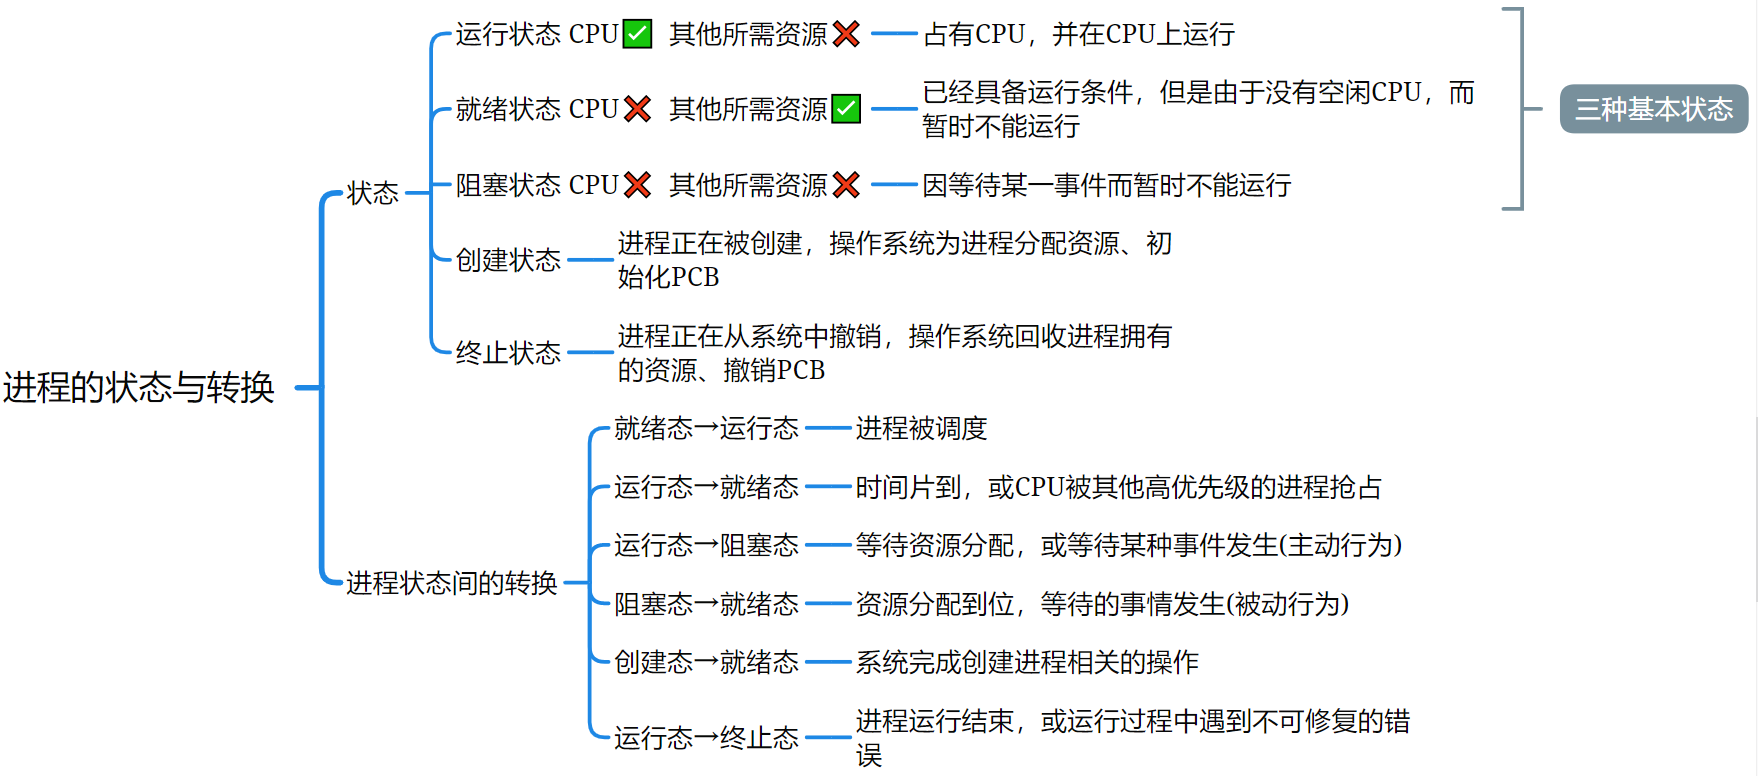 进程的状态与转换
状态
运行状态 CPU✅ 其他所需资源❌
占有CPU，并在CPU上运行
就绪状态 CPU❌ 其他所需资源✅
已经具备运行条件，但是由于没有空闲CPU，而
暂时不能运行
阻塞状态 CPU❌ 其他所需资源❌
因等待某一事件而暂时不能运行
三种基本状态
创建状态
进程正在被创建，操作系统为进程分配资源、初
始化PCB
终止状态
进程正在从系统中撤销，操作系统回收进程拥有
的资源、撤销PCB
进程状态间的转换
就绪态→运行态
进程被调度
运行态→就绪态
时间片到，或CPU被其他高优先级的进程抢占
运行态→阻塞态
等待资源分配，或等待某种事件发生(主动行为)
阻塞态→就绪态
资源分配到位，等待的事情发生(被动行为)
创建态→就绪态
系统完成创建进程相关的操作
运行态→终止态
进程运行结束，或运行过程中遇到不可修复的错
误